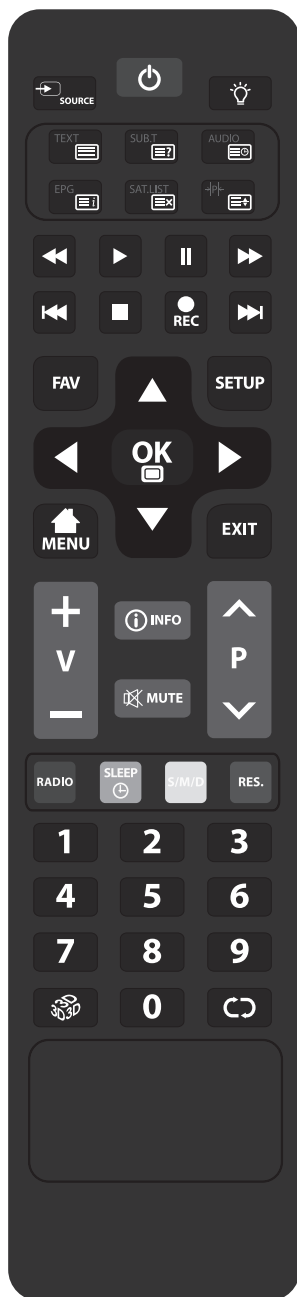 SOURCE
TEXT SUB.T AUDIO
EPG SAT.LIST P
REC
FAV SETUP
OK
MENU EXIT
+ V – INFO P
MUTE
RADIO SLEEP S/M/D RES.
1 2 3
4 5 6
7 8 9
3D 3D 0